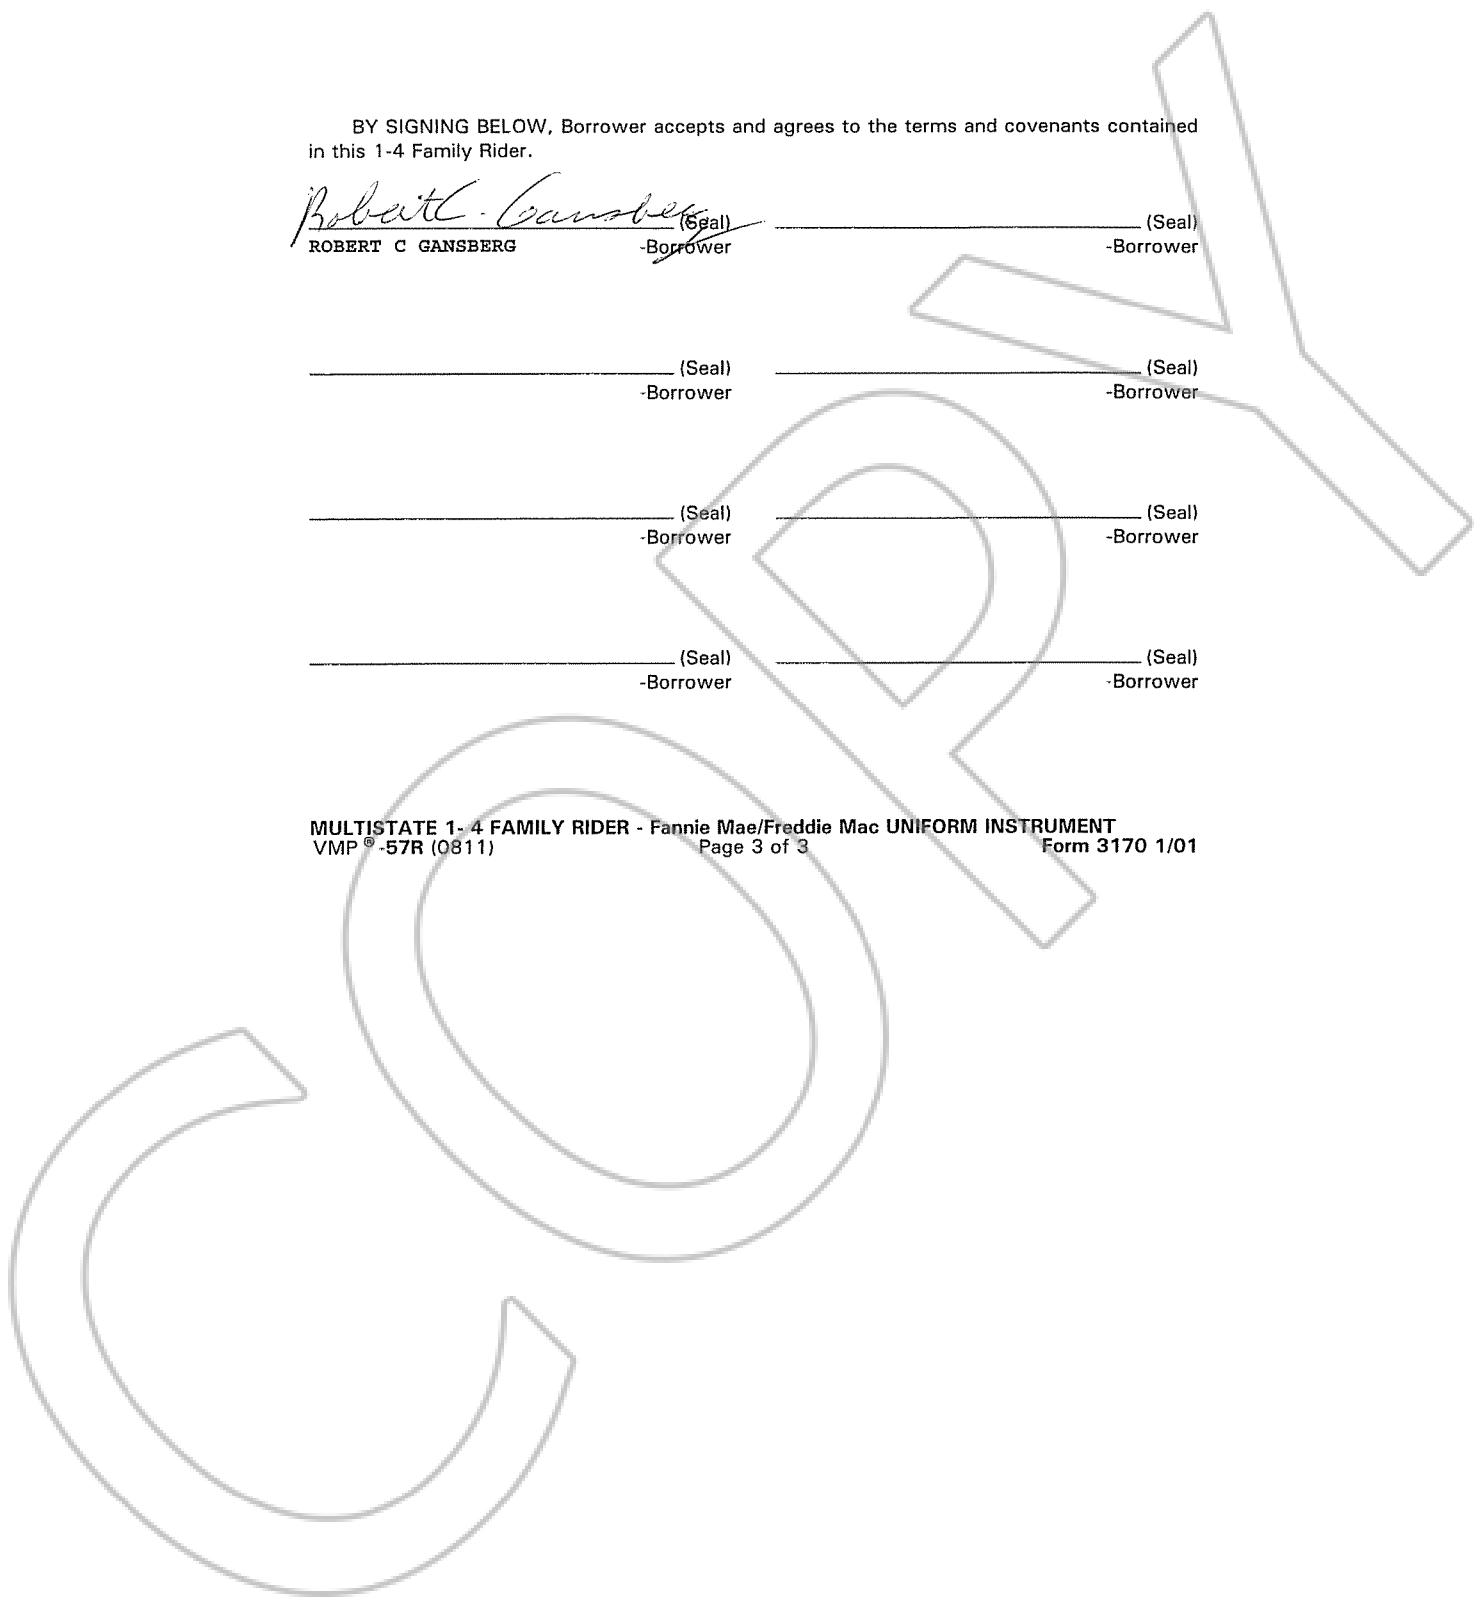 BY SIGNING BELOW, Borrower accepts and agrees to the terms and covenants contained
in this 1-4 Family Rider.
Robert C. Gansberg (Seal) (Seal)
ROBERT C GANSBERG -Borrower -Borrower
(Seal) (Seal)
-Borrower -Borrower
(Seal) (Seal)
-Borrower -Borrower
(Seal) (Seal)
-Borrower -Borrower
MULTISTATE 1- 4 FAMILY RIDER - Fannie Mae/Freddie Mac UNIFORM INSTRUMENT
VMP ® -57R (0811) Page 3 of 3 Form 3170 1/01
COPY